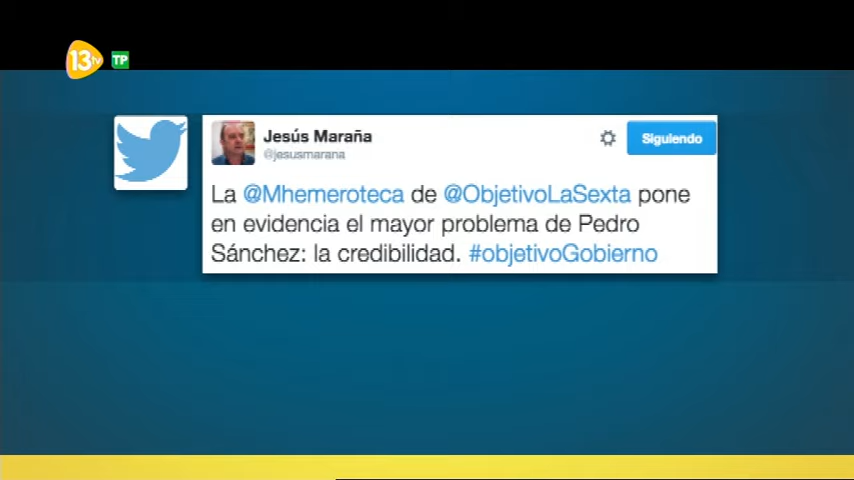 13tv
TP
Jesús Maraña
@jesusmarana
Siguiendo
La @Mhemeroteca de @ObjetivoLaSexta pone
en evidencia el mayor problema de Pedro
Sánchez: la credibilidad. #objetivoGobierno